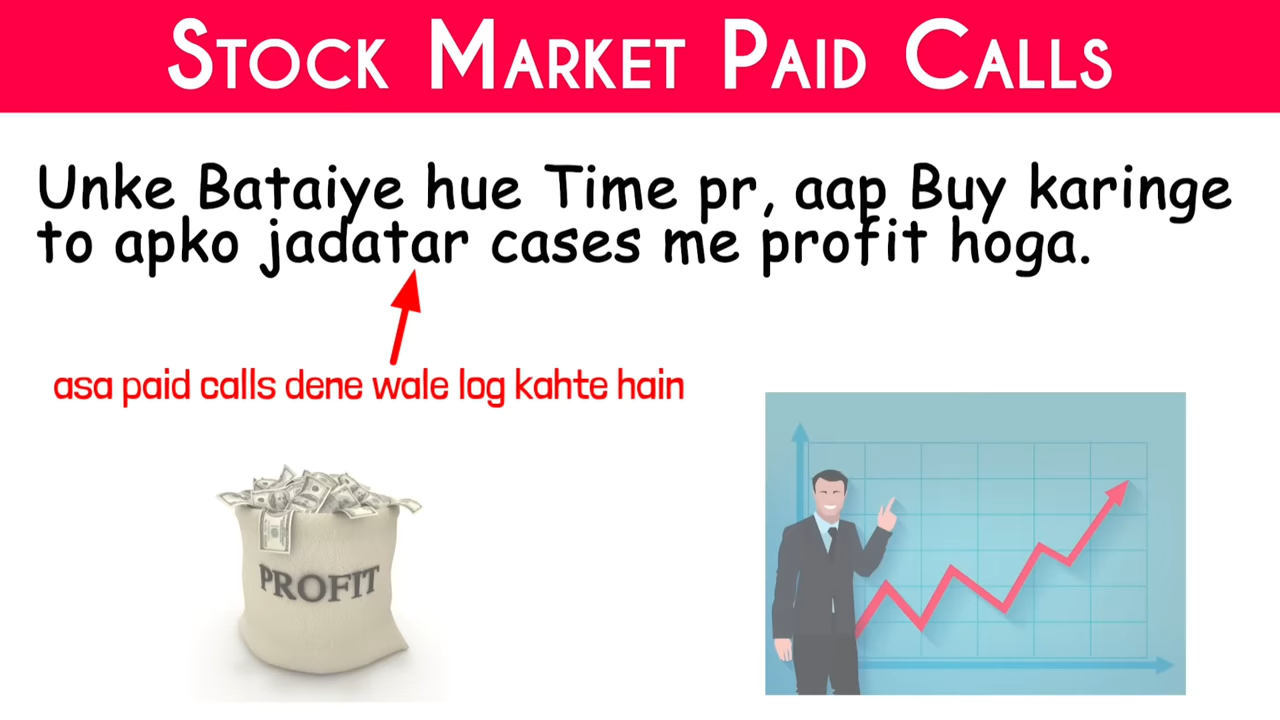 Stock Market Paid Calls
Unke Bataiye hue Time pr, aap Buy karinge
to apko jadatar cases me profit hoga.
asa paid calls dene wale log kahte hain
PROFIT